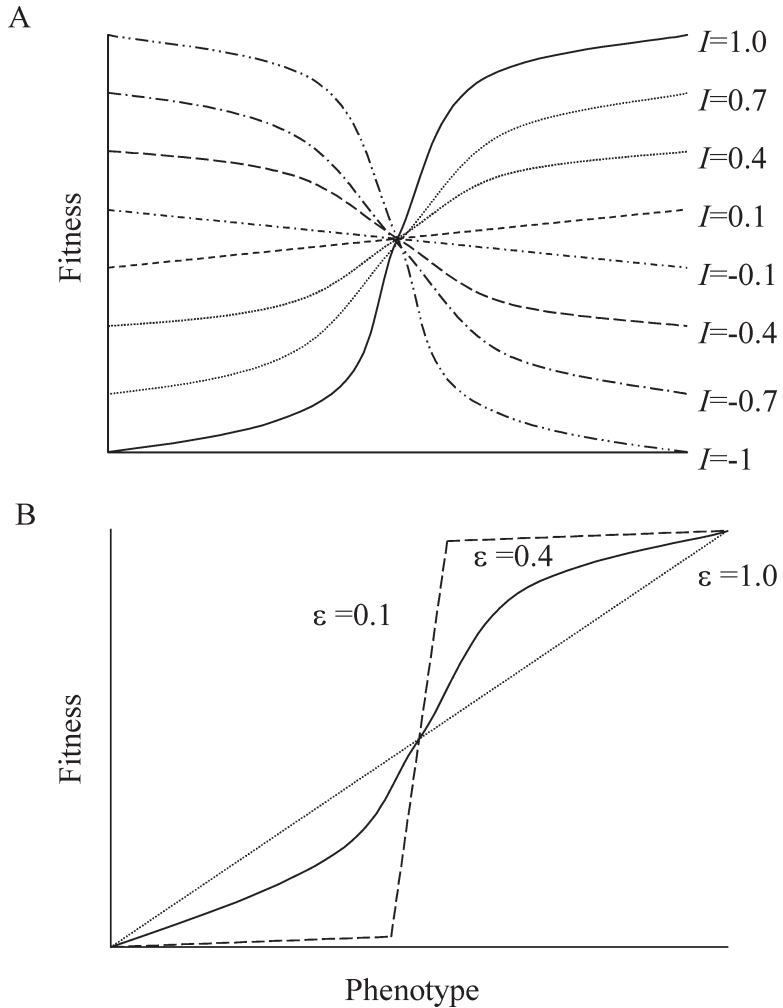 A
Fitness
I=1.0
I=0.7
I=0.4
I=0.1
I=-0.1
I=-0.4
I=-0.7
I=-1
B
Fitness
ε =0.4
ε =1.0
ε =0.1
Phenotype